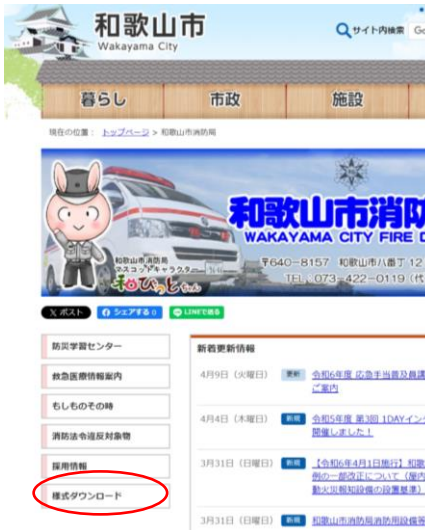 和歌山市
Wakayama City
サイト内検索
暮らし
市政
施設
現在の位置： トップページ > 和歌山市消防局
和歌山市消防
WAKAYAMA CITY FIRE
和歌山市消防局
マスコットキャラクター
和びっとくん
〒640-8157 和歌山市八番丁12
TEL：073-422-0119（代
ポスト
シェアする 0
LINEで送る
防災学習センター
救急医療情報案内
もしものその時
消防法令違反対象物
採用情報
様式ダウンロード
新着更新情報
4月9日（火曜日） 更新 令和6年度 応急手当普及員講
ご案内
4月4日（木曜日） 新規 令和5年度 第3回 1DAYイン
開催しました！
3月31日（日曜日） 新規 【令和6年4月1日施行】和歌
例の一部改正について（屋内
動火災報知設備の設置基準）
3月31日（日曜日） 新規 和歌山市消防局消防用設備等